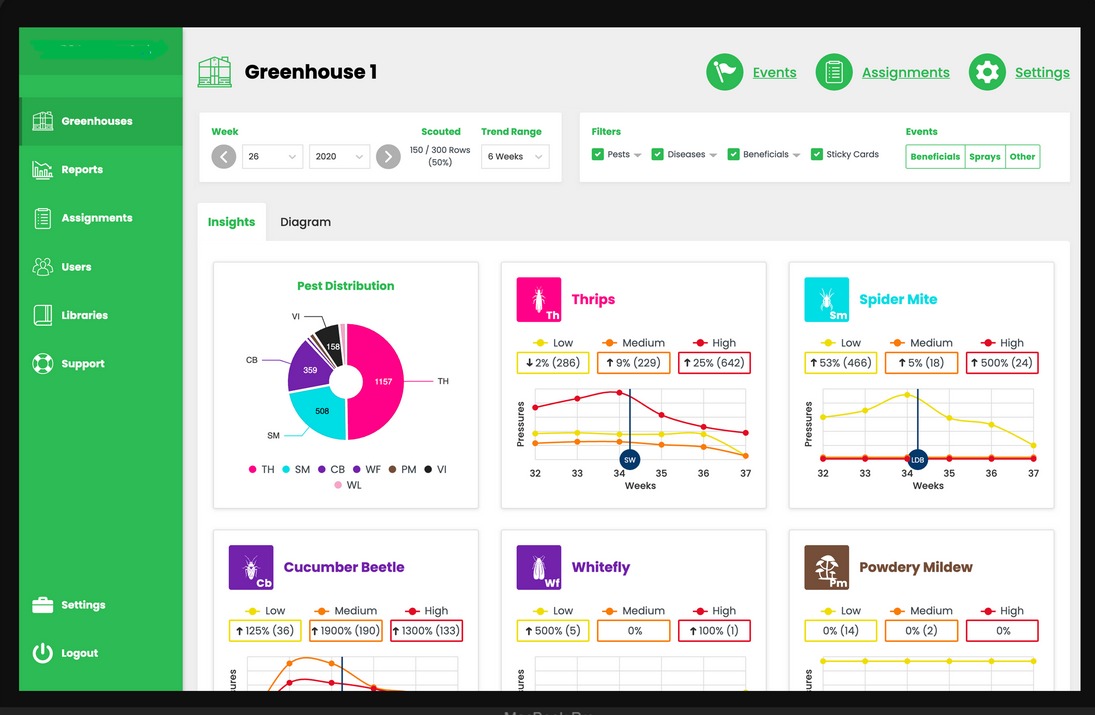 Greenhouses
Reports
Assignments
Users
Libraries
Support
Settings
Logout
Greenhouse 1
Events
Assignments
Settings
Week
26
2020
Scouted
150 / 300 Rows
(50%)
Trend Range
6 Weeks
Filters
Pests
Diseases
Beneficials
Sticky Cards
Events
Beneficials
Sprays
Other
Insights
Diagram
Pest Distribution
VI
CB
SM
TH
158
359
508
1157
TH SM CB WF PM VI
WL
Th
Thrips
Low Medium High
↓2% (286) ↑9% (229) ↑25% (642)
Pressures
SW
32 33 34 35 36 37
Weeks
Sm
Spider Mite
Low Medium High
↑53% (466) ↑5% (18) ↑500% (24)
Pressures
LDB
32 33 34 35 36 37
Weeks
Cb
Cucumber Beetle
Low Medium High
↑125% (36) ↑1900% (190) ↑1300% (133)
Wf
Whitefly
Low Medium High
↑500% (5) 0% ↑100% (1)
Pm
Powdery Mildew
Low Medium High
0% (14) 0% (2) 0%